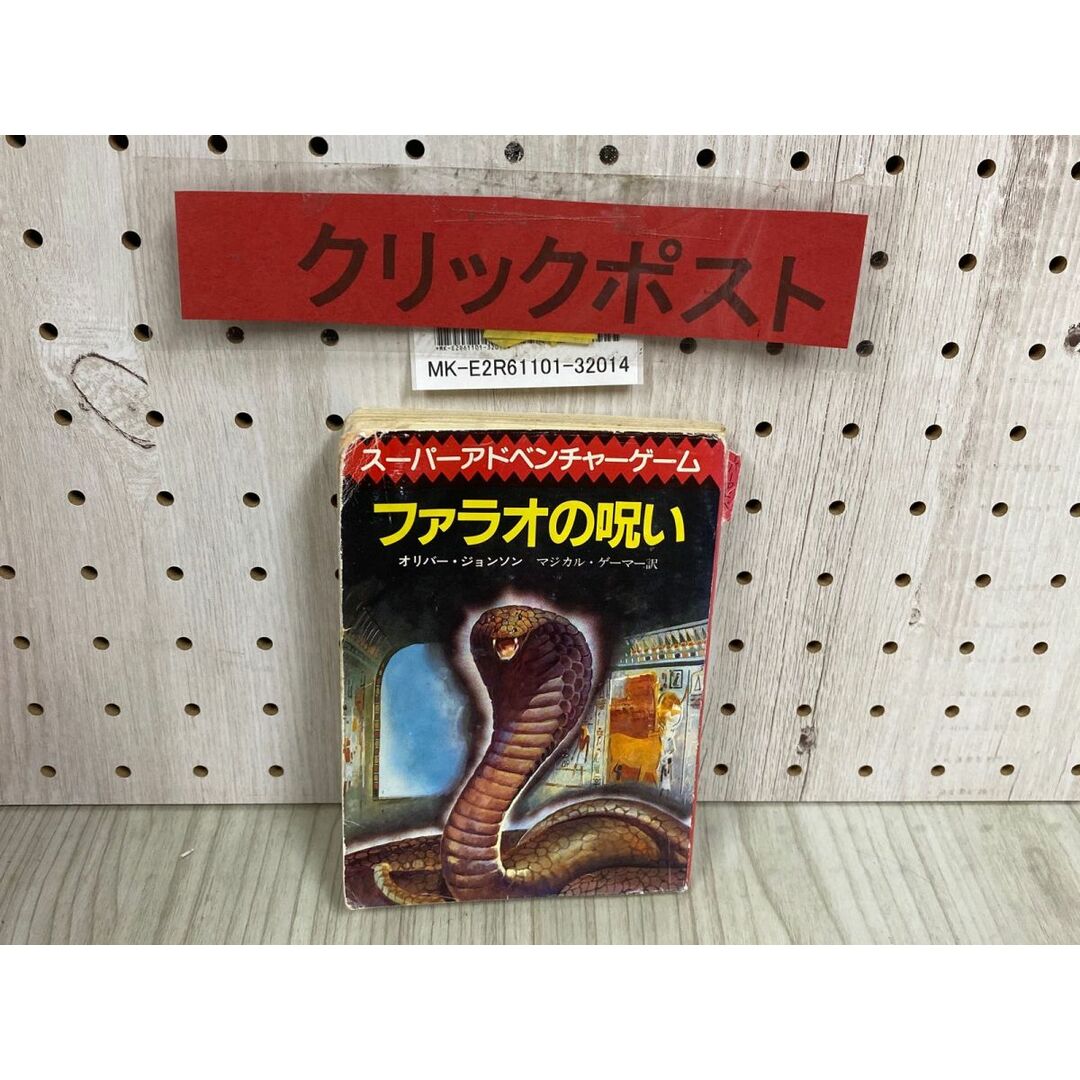 クリックポスト
MK-E2R61101-32014
スーパーアドベンチャーゲーム
ファラオの呪い
オリバー・ジョンソン マジカル・ゲーマー訳